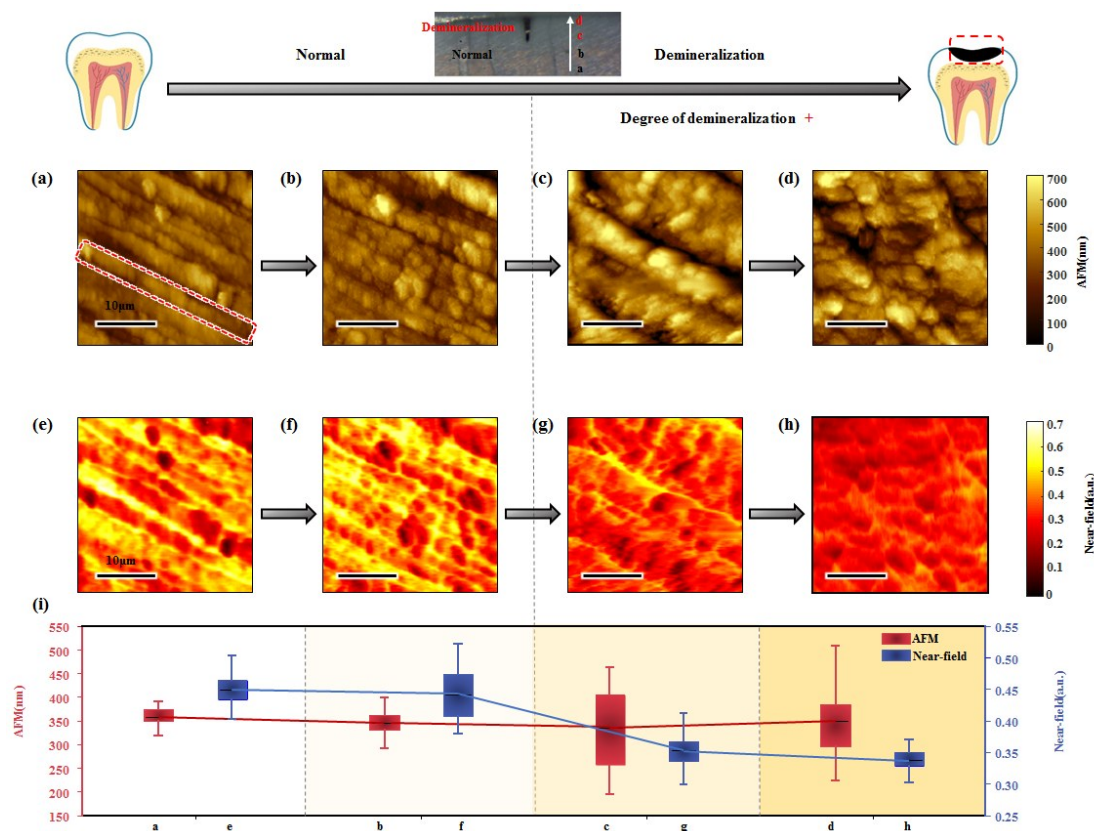 Demineralization
Normal
d
c
b
a
Normal
Demineralization
Degree of demineralization +
(a)
(b)
(c)
(d)
10μm
700
600
500
400
300
200
100
0
AFM(nm)
(e)
(f)
(g)
(h)
10μm
0.7
0.6
0.5
0.4
0.3
0.2
0.1
0
Near-field(a.u.)
(i)
550
500
450
400
350
300
250
200
150
AFM(nm)
AFM
Near-field
0.55
0.50
0.45
0.40
0.35
0.30
0.25
Near-field(a.u.)
a e b f c g d h